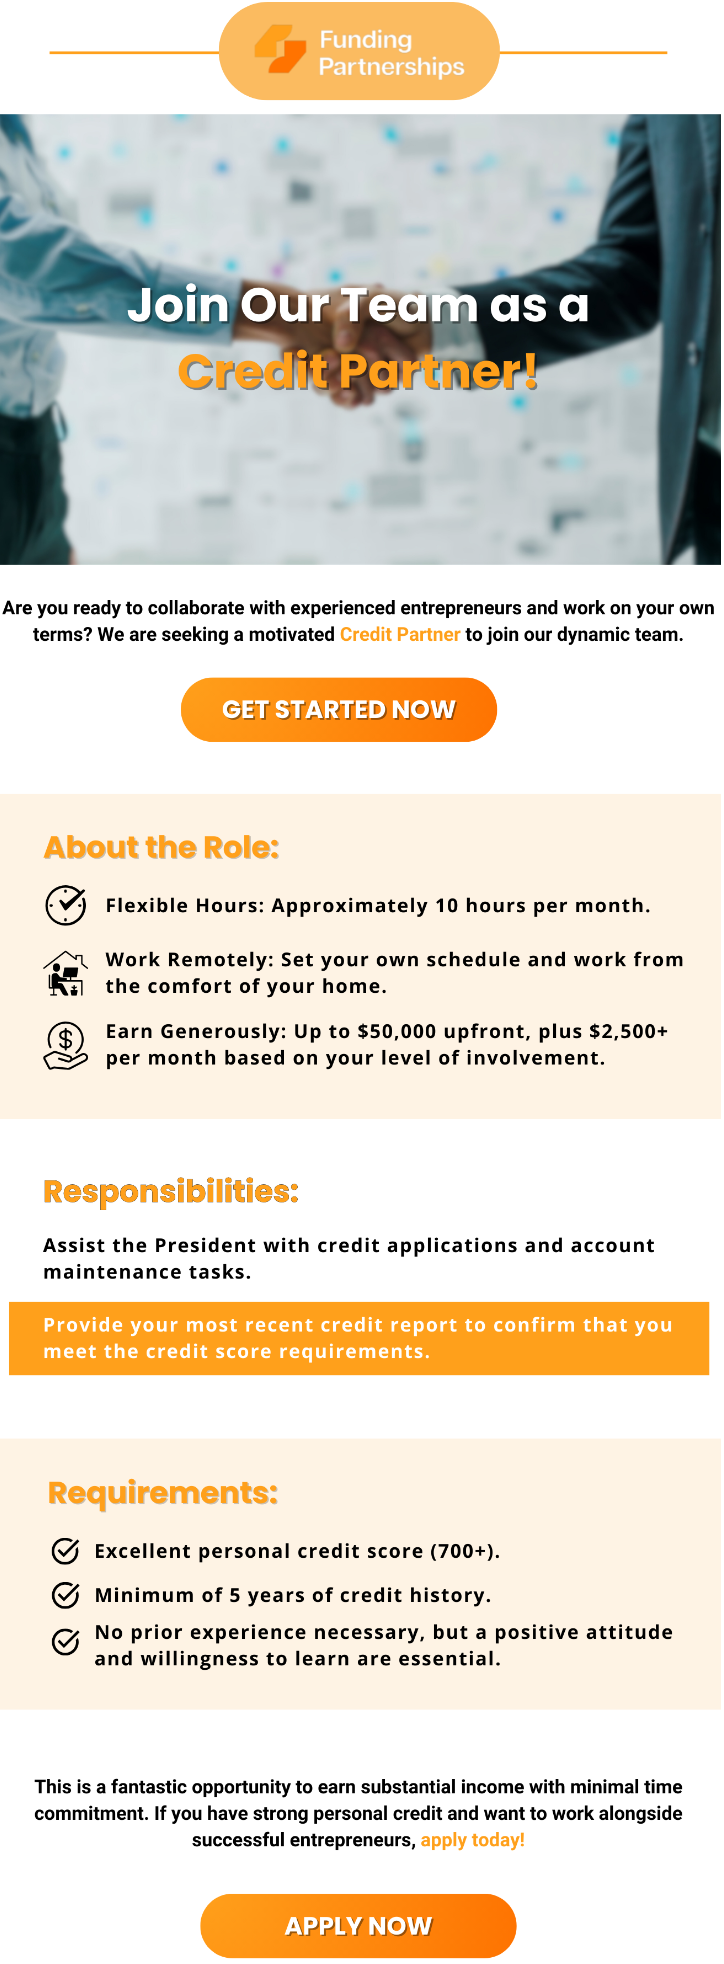 Funding
Partnerships
Join Our Team as a
Credit Partner!
Are you ready to collaborate with experienced entrepreneurs and work on your own
terms? We are seeking a motivated Credit Partner to join our dynamic team.
GET STARTED NOW
About the Role:
Flexible Hours: Approximately 10 hours per month.
Work Remotely: Set your own schedule and work from
the comfort of your home.
Earn Generously: Up to $50,000 upfront, plus $2,500+
per month based on your level of involvement.
Responsibilities:
Assist the President with credit applications and account
maintenance tasks.
Provide your most recent credit report to confirm that you
meet the credit score requirements.
Requirements:
Excellent personal credit score (700+).
Minimum of 5 years of credit history.
No prior experience necessary, but a positive attitude
and willingness to learn are essential.
This is a fantastic opportunity to earn substantial income with minimal time
commitment. If you have strong personal credit and want to work alongside
successful entrepreneurs, apply today!
APPLY NOW